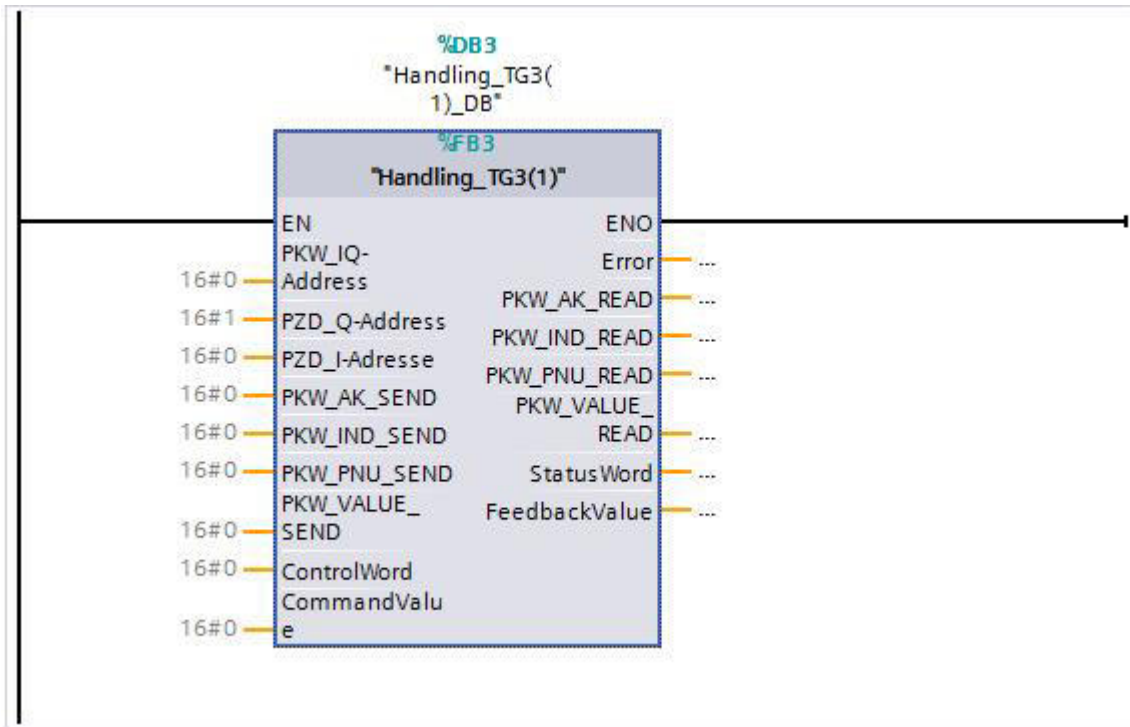 %DB3
"Handling_TG3(
1)_DB"
%FB3
"Handling_TG3(1)"
EN
ENO
PKW_IQ-
16#0 Address
Error ...
16#1 PZD_Q-Address
PKW_AK_READ ...
16#0 PZD_I-Adresse
PKW_IND_READ ...
16#0 PKW_AK_SEND
PKW_PNU_READ ...
16#0 PKW_IND_SEND
PKW_VALUE_
READ ...
16#0 PKW_PNU_SEND
StatusWord ...
PKW_VALUE_
16#0 SEND
FeedbackValue ...
16#0 ControlWord
CommandValu
16#0 e